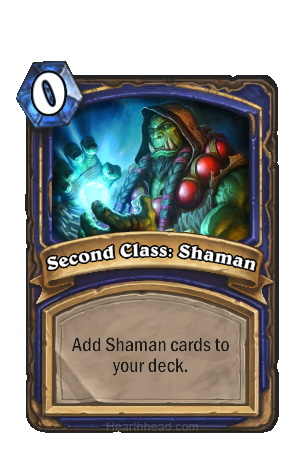 0
Second Class: Shaman
Add Shaman cards to
your deck.
Hearthhead.com